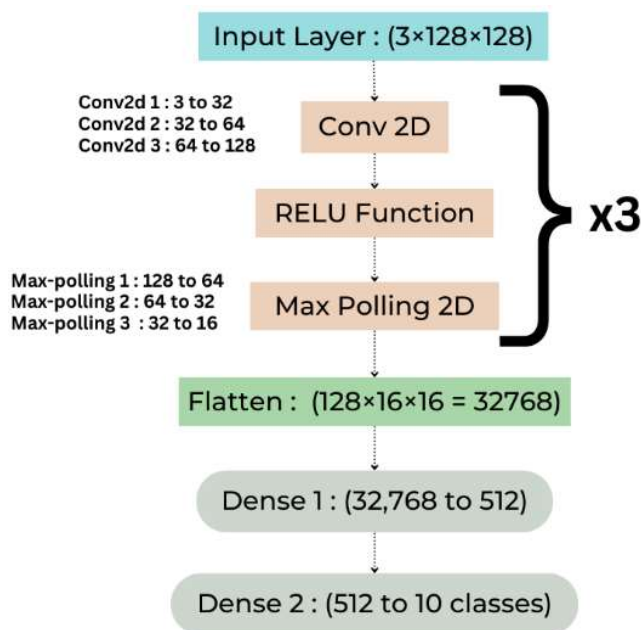 Input Layer : (3×128×128)
Conv2d 1 : 3 to 32
Conv2d 2 : 32 to 64
Conv2d 3 : 64 to 128
Conv 2D
x3
RELU Function
Max-polling 1 : 128 to 64
Max-polling 2 : 64 to 32
Max-polling 3 : 32 to 16
Max Polling 2D
Flatten : (128×16×16 = 32768)
Dense 1 : (32,768 to 512)
Dense 2 : (512 to 10 classes)